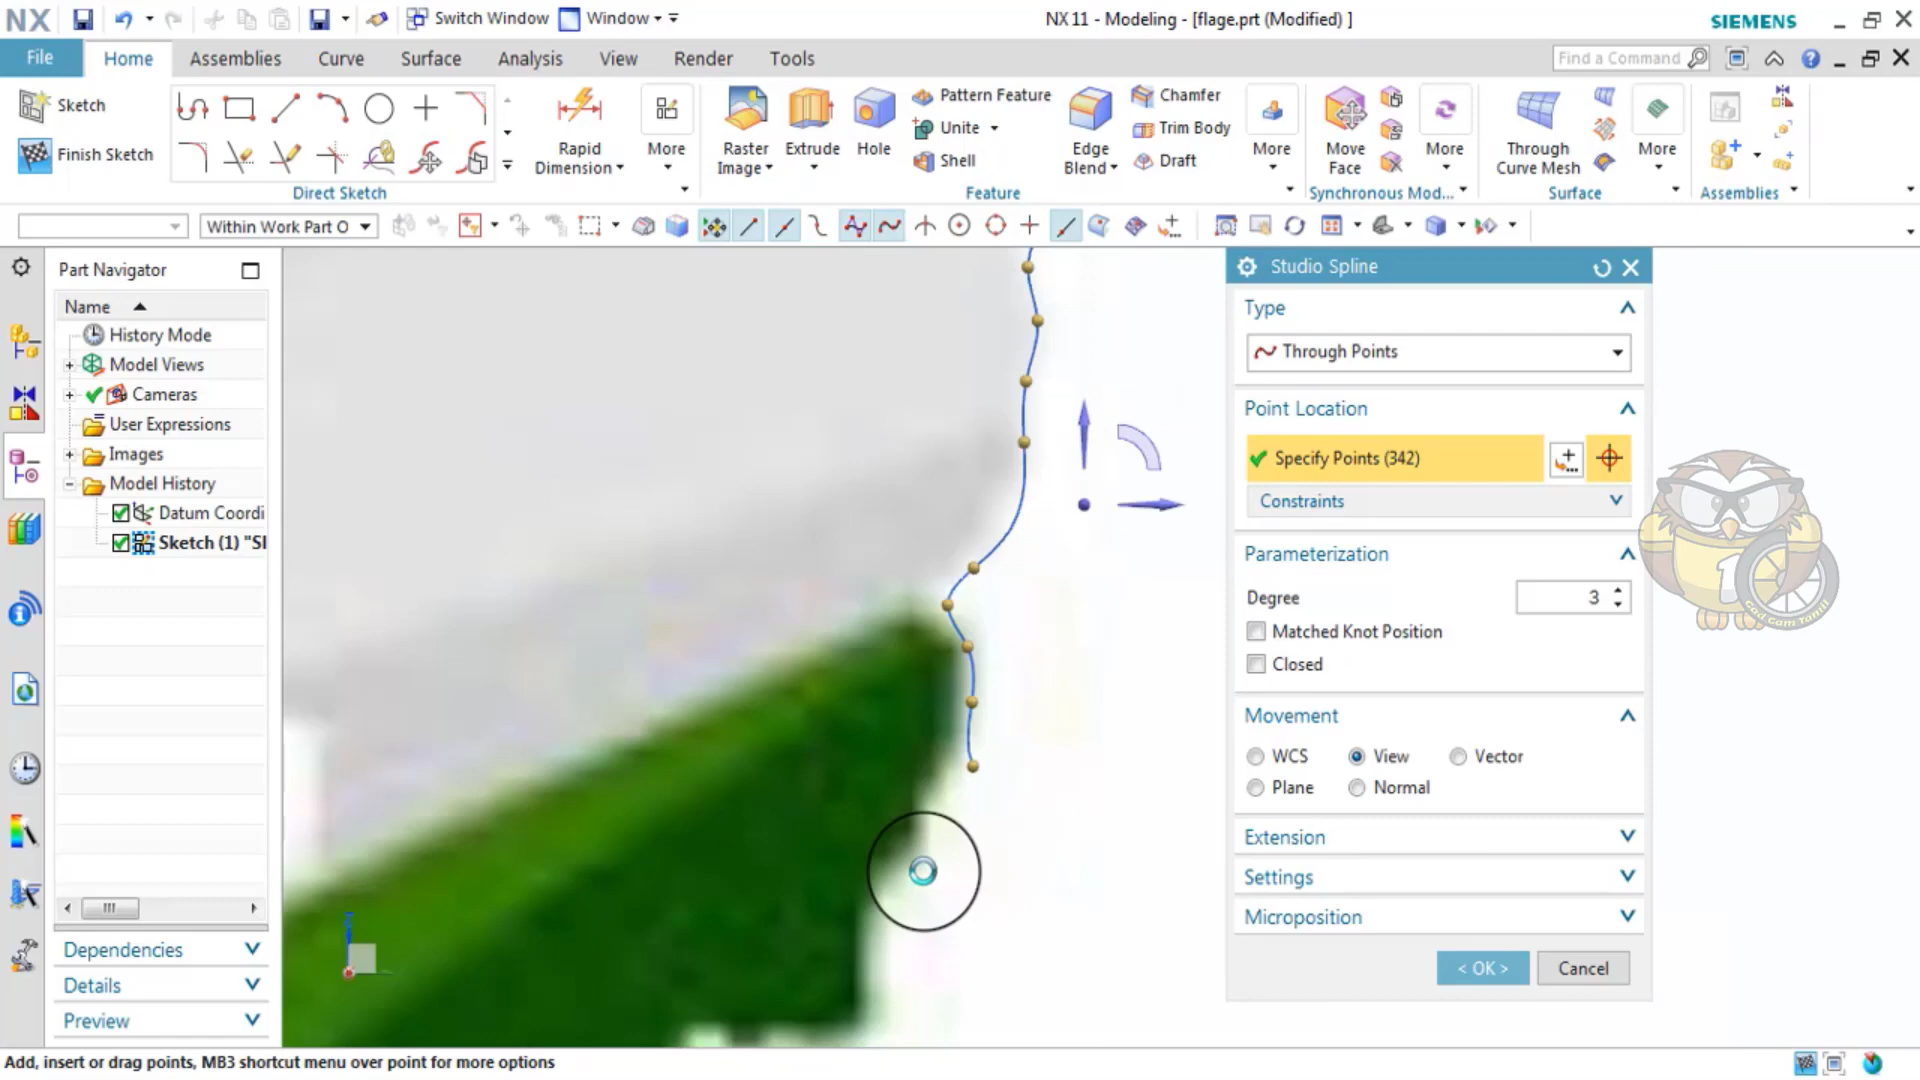 NX
Switch Window
Window
NX 11 - Modeling - [flage.prt (Modified) ]
SIEMENS
File
Home
Assemblies
Curve
Surface
Analysis
View
Render
Tools
Find a Command
Sketch
Finish Sketch
Direct Sketch
Rapid
Dimension
More
Raster
Image
Extrude
Hole
Pattern Feature
Unite
Shell
Edge
Blend
Chamfer
Trim Body
Draft
More
Feature
Move
Face
More
Synchronous Mod...
Through
Curve Mesh
More
Surface
Assemblies
Within Work Part O
Part Navigator
Name
History Mode
Model Views
Cameras
User Expressions
Images
Model History
Datum Coordi
Sketch (1) "SI
Dependencies
Details
Preview
Z
Studio Spline
Type
Through Points
Point Location
Specify Points (342)
Constraints
Parameterization
Degree
3
Matched Knot Position
Closed
Movement
WCS
View
Vector
Plane
Normal
Extension
Settings
Microposition
< OK >
Cancel
Cad Cam Tamil
Add, insert or drag points, MB3 shortcut menu over point for more options